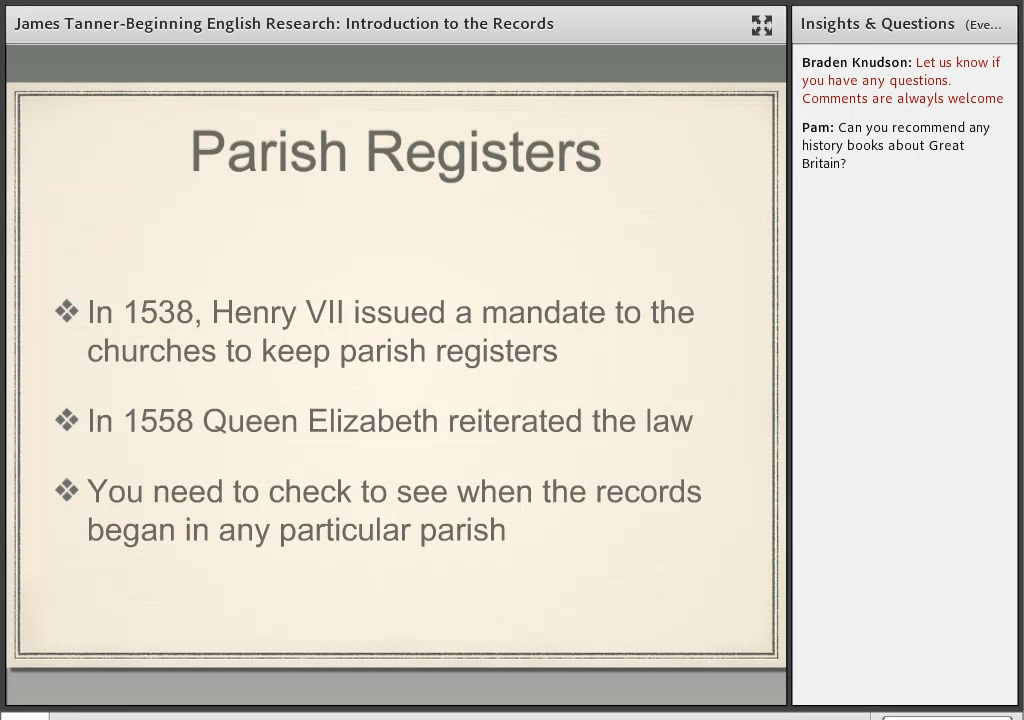 James Tanner-Beginning English Research: Introduction to the Records
Parish Registers
❖ In 1538, Henry VII issued a mandate to the
churches to keep parish registers
❖ In 1558 Queen Elizabeth reiterated the law
❖ You need to check to see when the records
began in any particular parish
Insights & Questions (Eve...
Braden Knudson: Let us know if
you have any questions.
Comments are alwayls welcome
Pam: Can you recommend any
history books about Great
Britain?